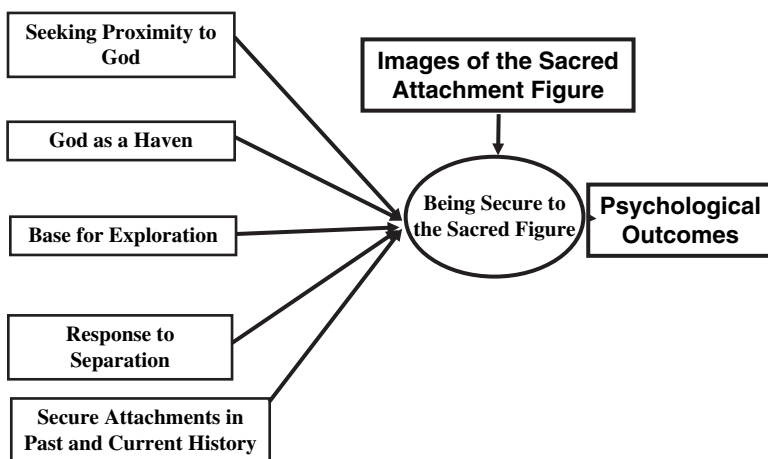 Seeking Proximity to
God
God as a Haven
Base for Exploration
Response to
Separation
Secure Attachments in
Past and Current History
Images of the Sacred
Attachment Figure
Being Secure to
the Sacred Figure
Psychological
Outcomes